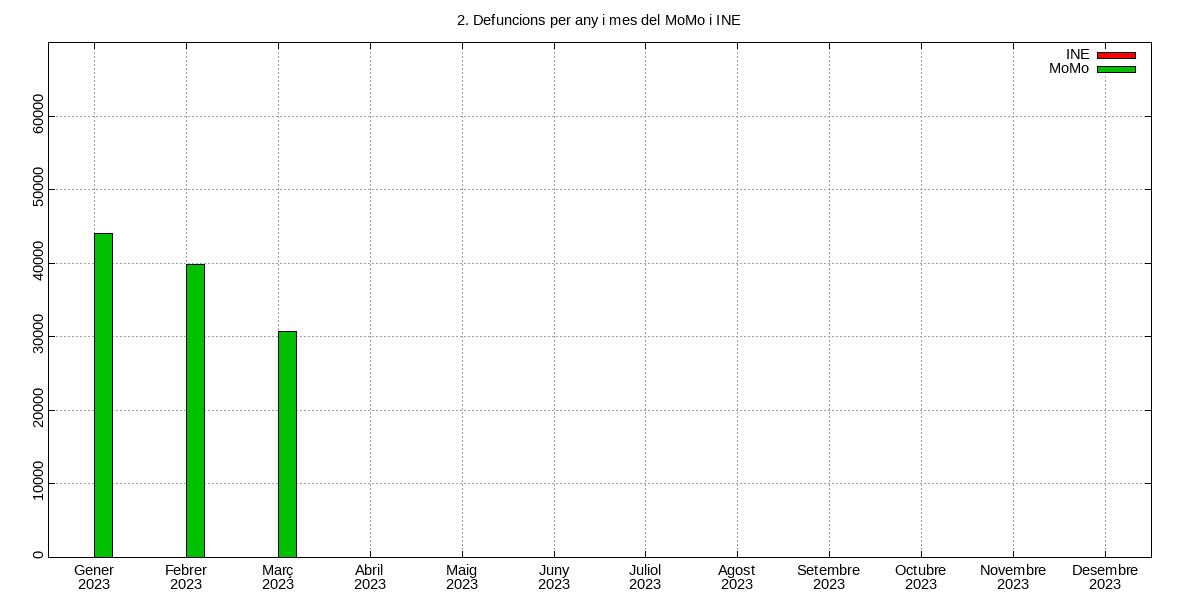 2. Defuncions per any i mes del MoMo i INE
INE
MoMo
60000
50000
40000
30000
20000
10000
0
Gener Febrer Març Abril Maig Juny Juliol Agost Setembre Octubre Novembre Desembre
2023 2023 2023 2023 2023 2023 2023 2023 2023 2023 2023 2023